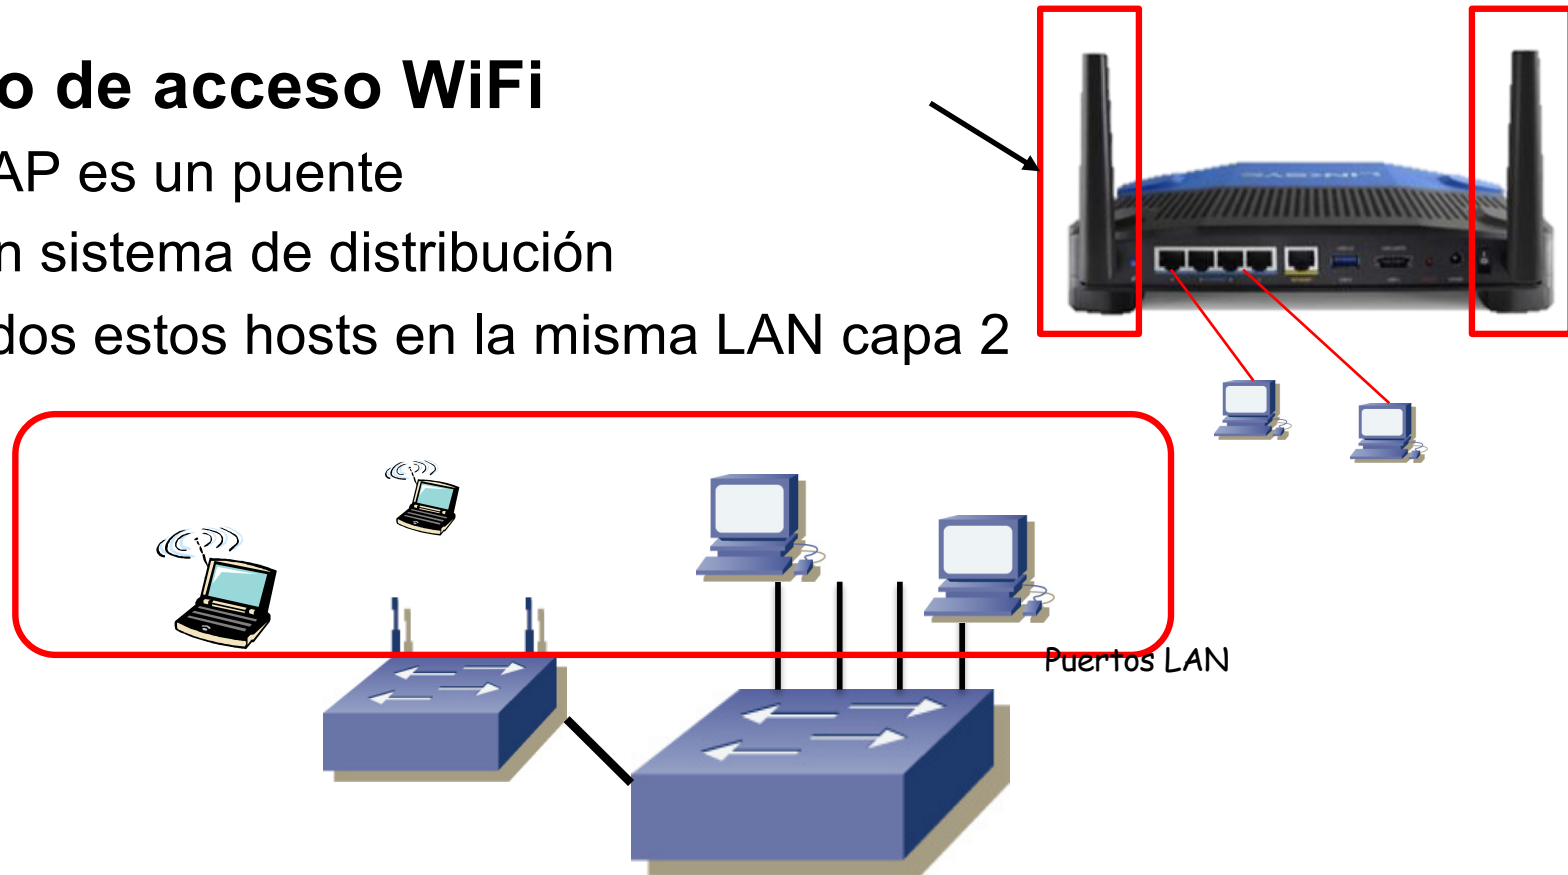 o de acceso WiFi
AP es un puente
n sistema de distribución
dos estos hosts en la misma LAN capa 2
LINKSYS
Puertos LAN